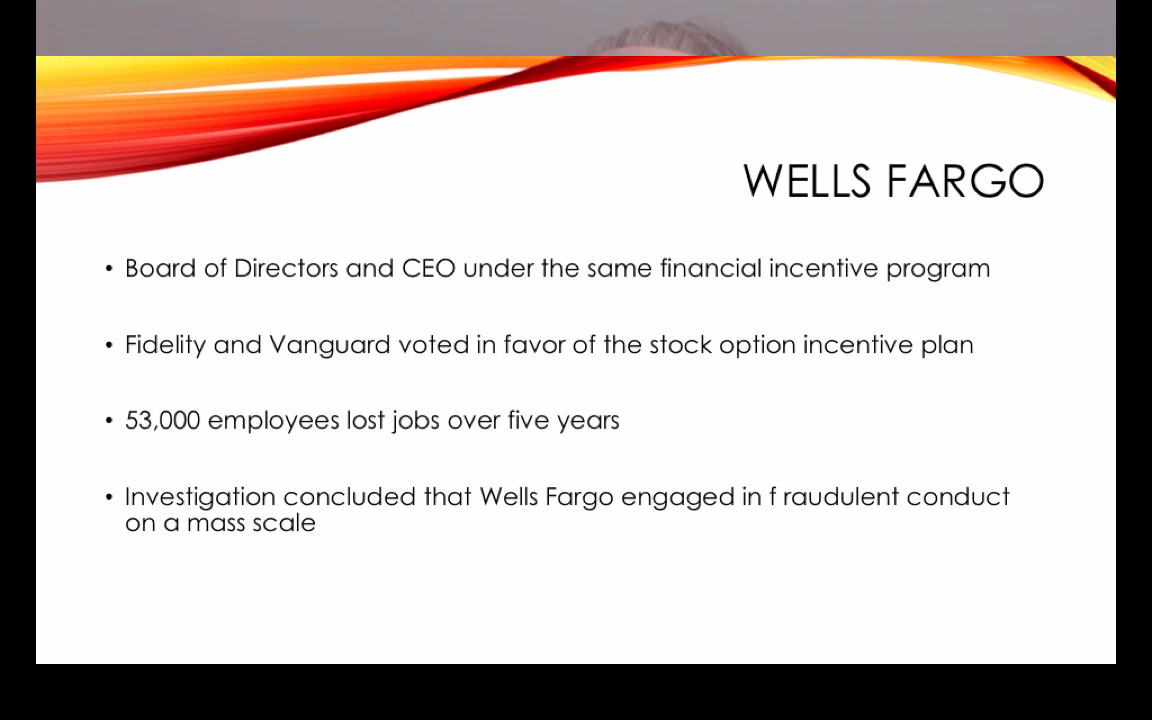 WELLS FARGO
• Board of Directors and CEO under the same financial incentive program
• Fidelity and Vanguard voted in favor of the stock option incentive plan
• 53,000 employees lost jobs over five years
• Investigation concluded that Wells Fargo engaged in f raudulent conduct
on a mass scale